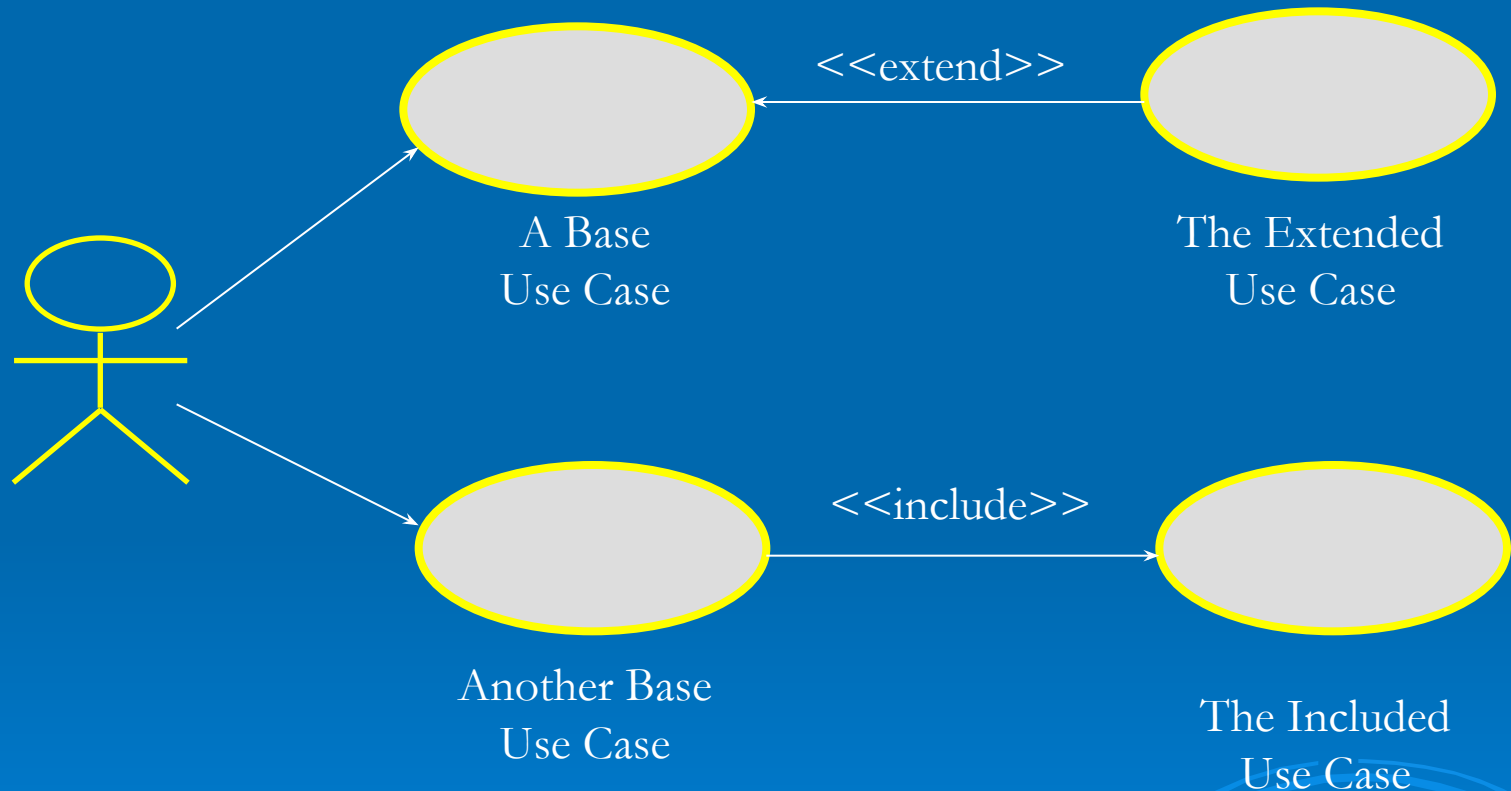 <<extend>>
A Base
Use Case
The Extended
Use Case
<<include>>
Another Base
Use Case
The Included
Use Case